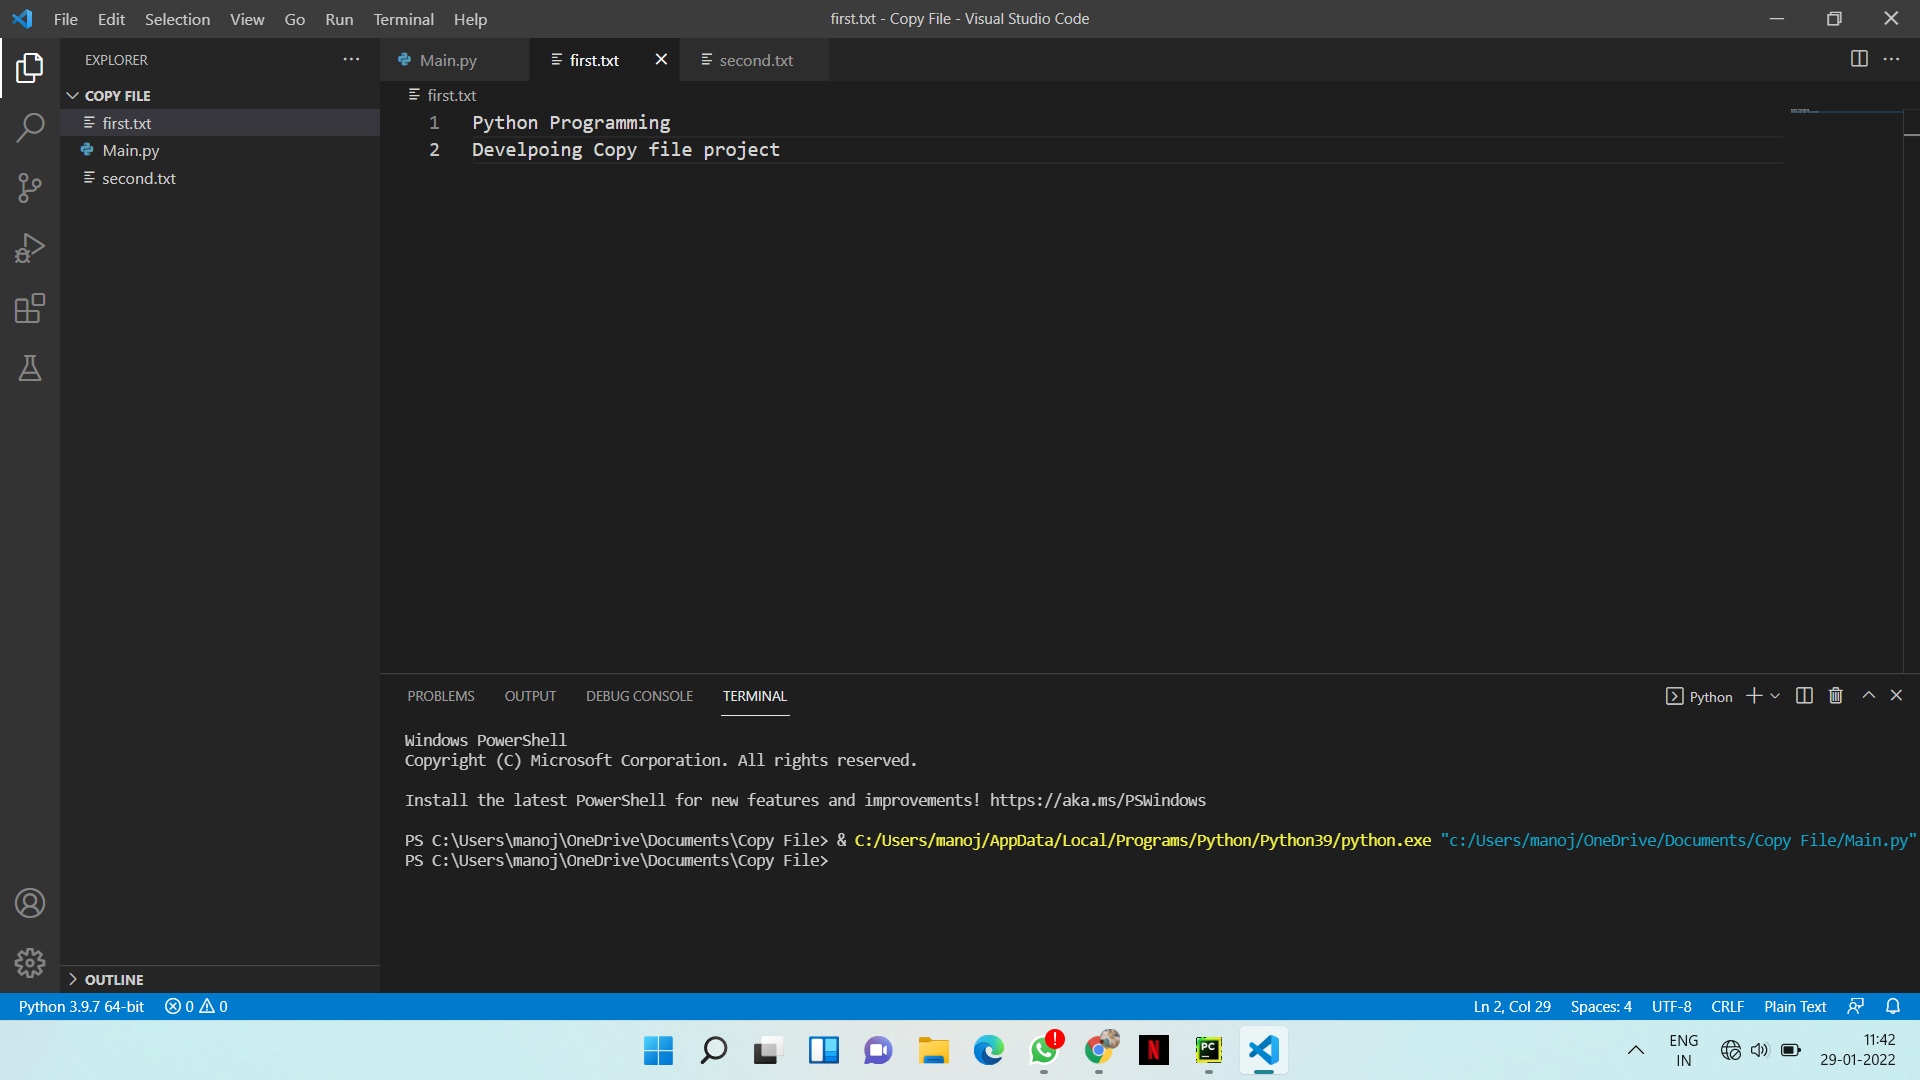 File Edit Selection View Go Run Terminal Help
first.txt - Copy File - Visual Studio Code
EXPLORER
COPY FILE
first.txt
Main.py
second.txt
OUTLINE
Main.py first.txt second.txt
first.txt
1 Python Programming
2 Develpoing Copy file project
PROBLEMS OUTPUT DEBUG CONSOLE TERMINAL
Python
Windows PowerShell
Copyright (C) Microsoft Corporation. All rights reserved.
Install the latest PowerShell for new features and improvements! https://aka.ms/PSWindows
PS C:\Users\manoj\OneDrive\Documents\Copy File> & C:/Users/manoj/AppData/Local/Programs/Python/Python39/python.exe "c:/Users/manoj/OneDrive/Documents/Copy File/Main.py"
PS C:\Users\manoj\OneDrive\Documents\Copy File>
Python 3.9.7 64-bit 0 0 Ln 2, Col 29 Spaces: 4 UTF-8 CRLF Plain Text
! N PC
ENG
IN
11:42
29-01-2022